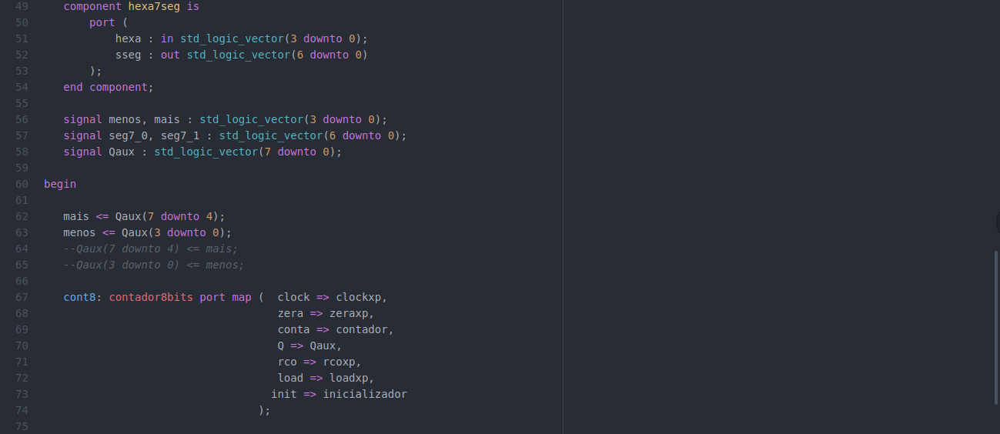 49 component hexa7seg is
50 port (
51 hexa : in std_logic_vector(3 downto 0);
52 sseg : out std_logic_vector(6 downto 0)
53 );
54 end component;
55
56 signal menos, mais : std_logic_vector(3 downto 0);
57 signal seg7_0, seg7_1 : std_logic_vector(6 downto 0);
58 signal Qaux : std_logic_vector(7 downto 0);
59
60 begin
61
62 mais <= Qaux(7 downto 4);
63 menos <= Qaux(3 downto 0);
64 --Qaux(7 downto 4) <= mais;
65 --Qaux(3 downto 0) <= menos;
66
67 cont8: contador8bits port map ( clock => clockxp,
68 zera => zeraxp,
69 conta => contador,
70 Q => Qaux,
71 rco => rcoxp,
72 load => loadxp,
73 init => inicializador
74 );
75